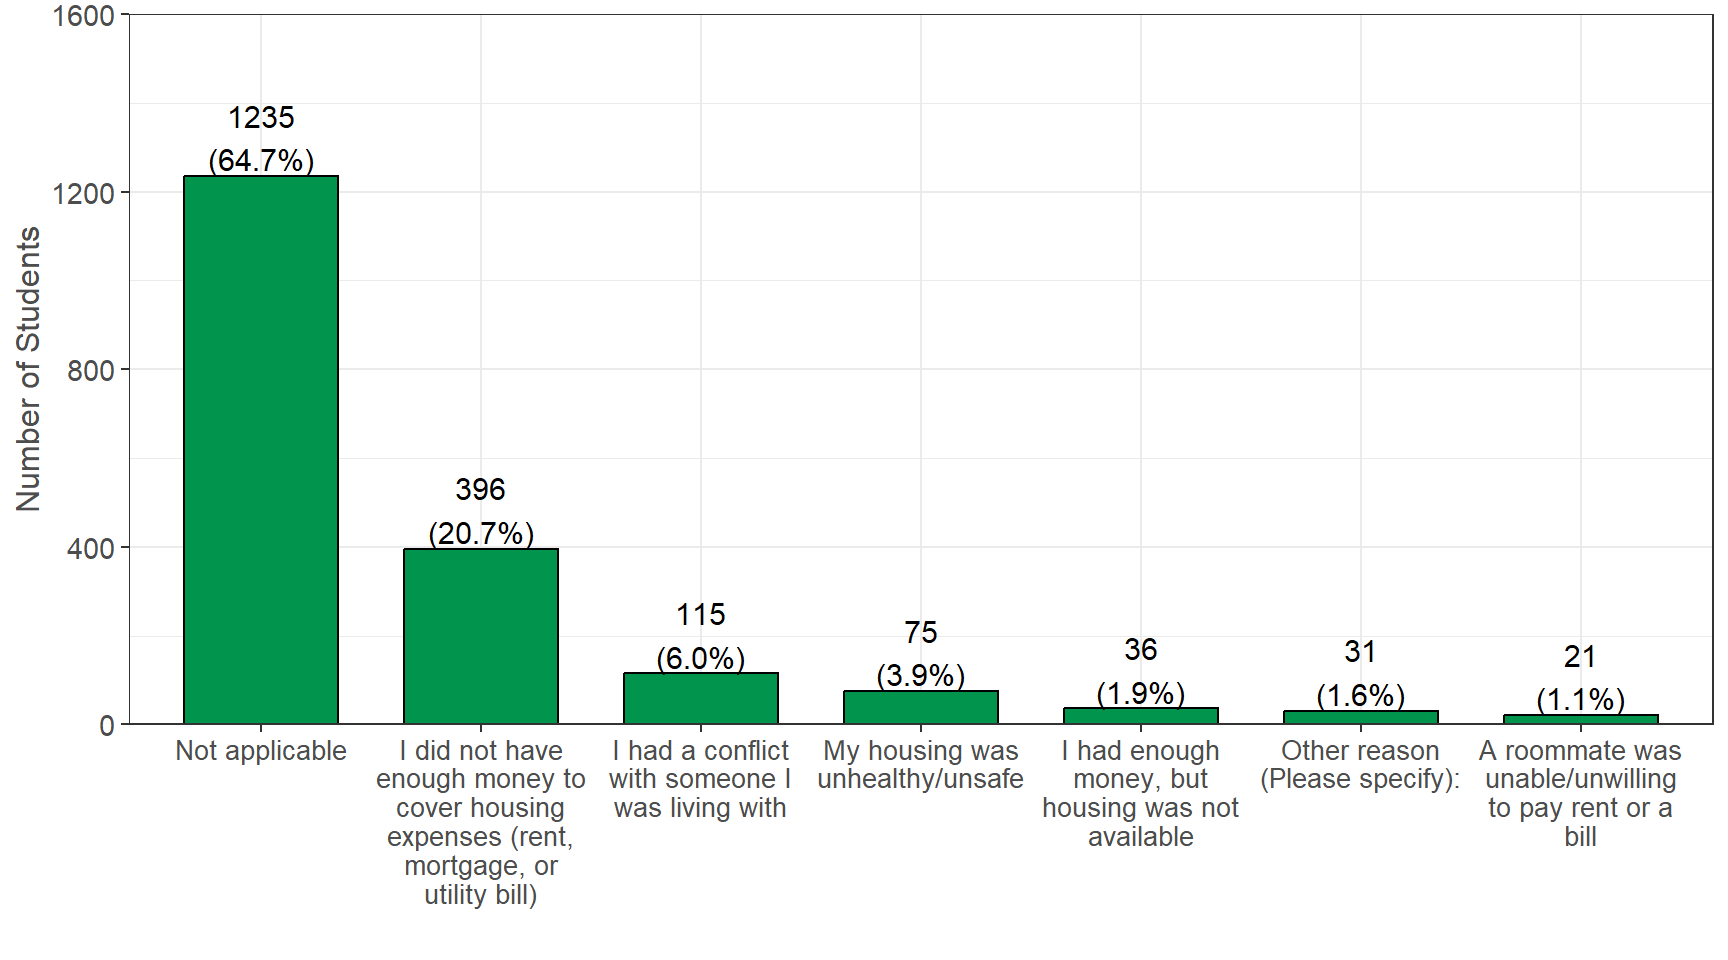 Number of Students
1600
1200
800
400
0
1235
(64.7%)
396
(20.7%)
115
(6.0%)
75
(3.9%)
36
(1.9%)
31
(1.6%)
21
(1.1%)
Not applicable
I did not have
enough money to
cover housing
expenses (rent,
mortgage, or
utility bill)
I had a conflict
with someone I
was living with
My housing was
unhealthy/unsafe
I had enough
money, but
housing was not
available
Other reason
(Please specify):
A roommate was
unable/unwilling
to pay rent or a
bill